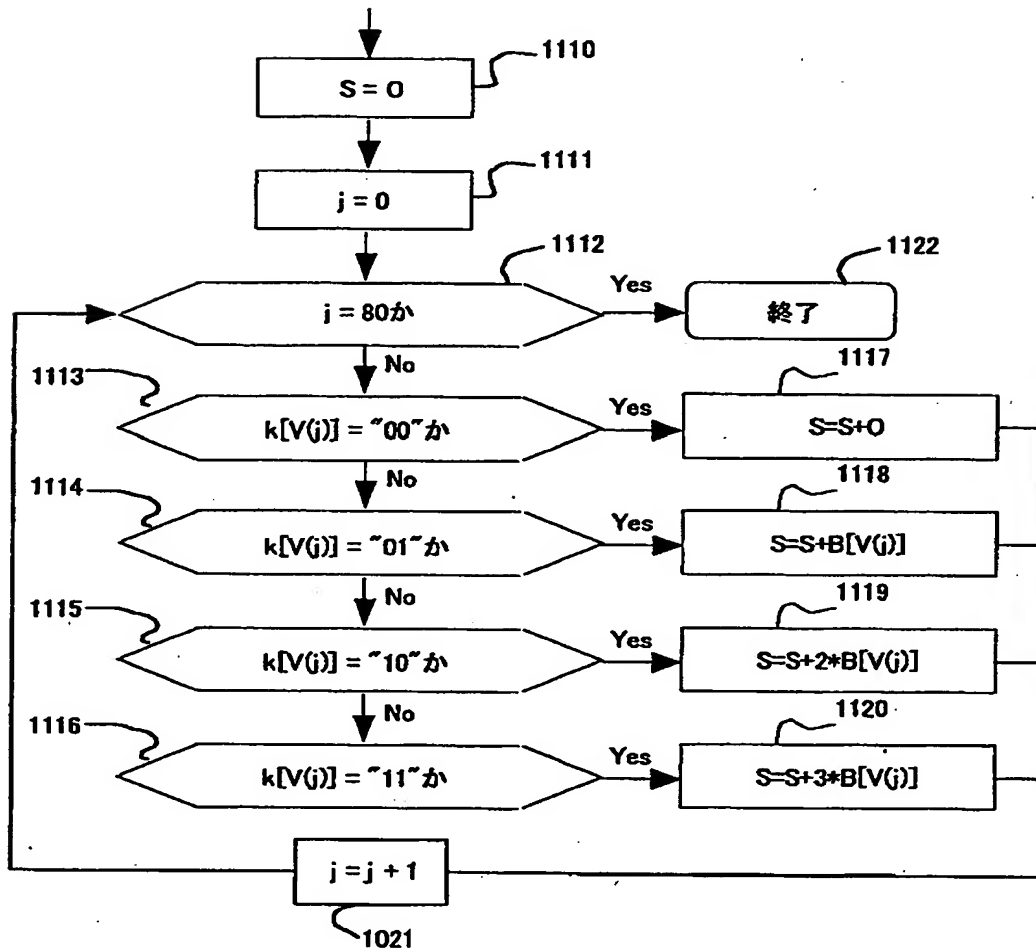 1110
S = 0
1111
j = 0
1112
1122
j = 80か
Yes
終了
No
1113
1117
k[V(j)] = "00"か
Yes
S=S+0
No
1114
1118
k[V(j)] = "01"か
Yes
S=S+B[V(j)]
No
1115
1119
k[V(j)] = "10"か
Yes
S=S+2*B[V(j)]
No
1116
1120
k[V(j)] = "11"か
Yes
S=S+3*B[V(j)]
j = j + 1
1021